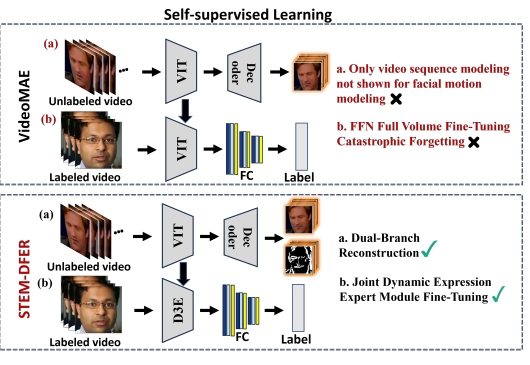 Self-supervised Learning
VideoMAE
(a)
Unlabeled video
...
VIT
Dec
oder
a. Only video sequence modeling
not shown for facial motion
modeling
(b)
Labeled video
VIT
FC
Label
b. FFN Full Volume Fine-Tuning
Catastrophic Forgetting
STEM-DFER
(a)
Unlabeled video
...
VIT
Dec
oder
a. Dual-Branch
Reconstruction
(b)
Labeled video
D3E
FC
Label
b. Joint Dynamic Expression
Expert Module Fine-Tuning